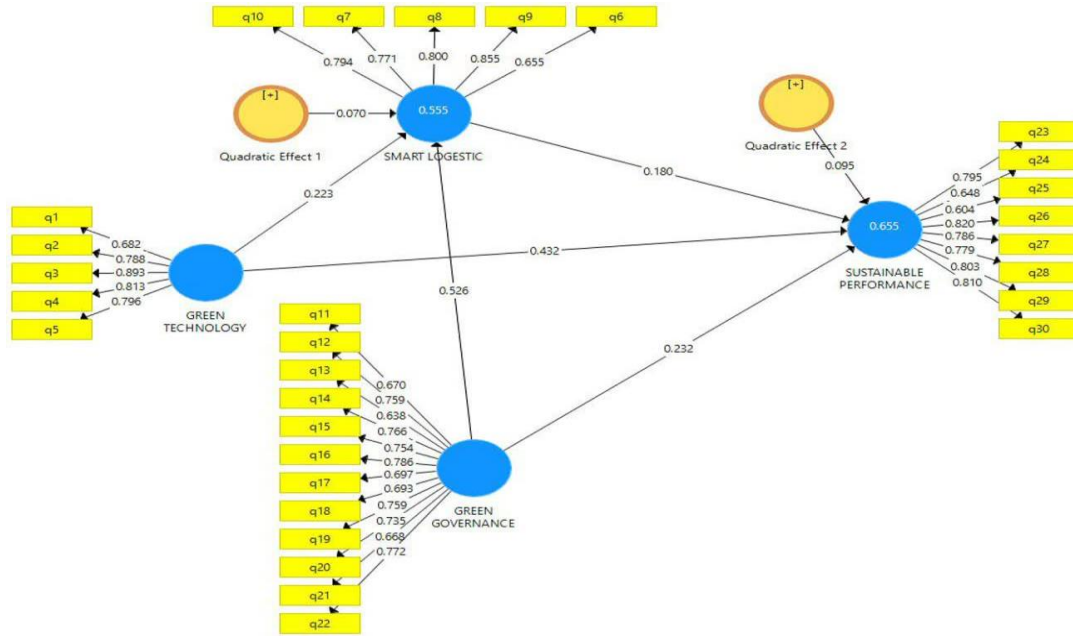 q10
q7
q8
q9
q6
0.794
0.771
0.800
0.855
0.655
[+]
Quadratic Effect 1
0.070
0.555
SMART LOGESTIC
[+]
Quadratic Effect 2
0.095
0.223
0.180
0.432
0.526
0.232
q1
q2
q3
q4
q5
0.682
0.788
0.893
0.813
0.796
GREEN
TECHNOLOGY
q11
q12
q13
q14
q15
q16
q17
q18
q19
q20
q21
q22
0.670
0.759
0.638
0.766
0.754
0.786
0.697
0.693
0.759
0.735
0.668
0.772
GREEN
GOVERNANCE
0.655
SUSTAINABLE
PERFORMANCE
0.795
0.648
0.604
0.820
0.786
0.779
0.803
0.810
q23
q24
q25
q26
q27
q28
q29
q30